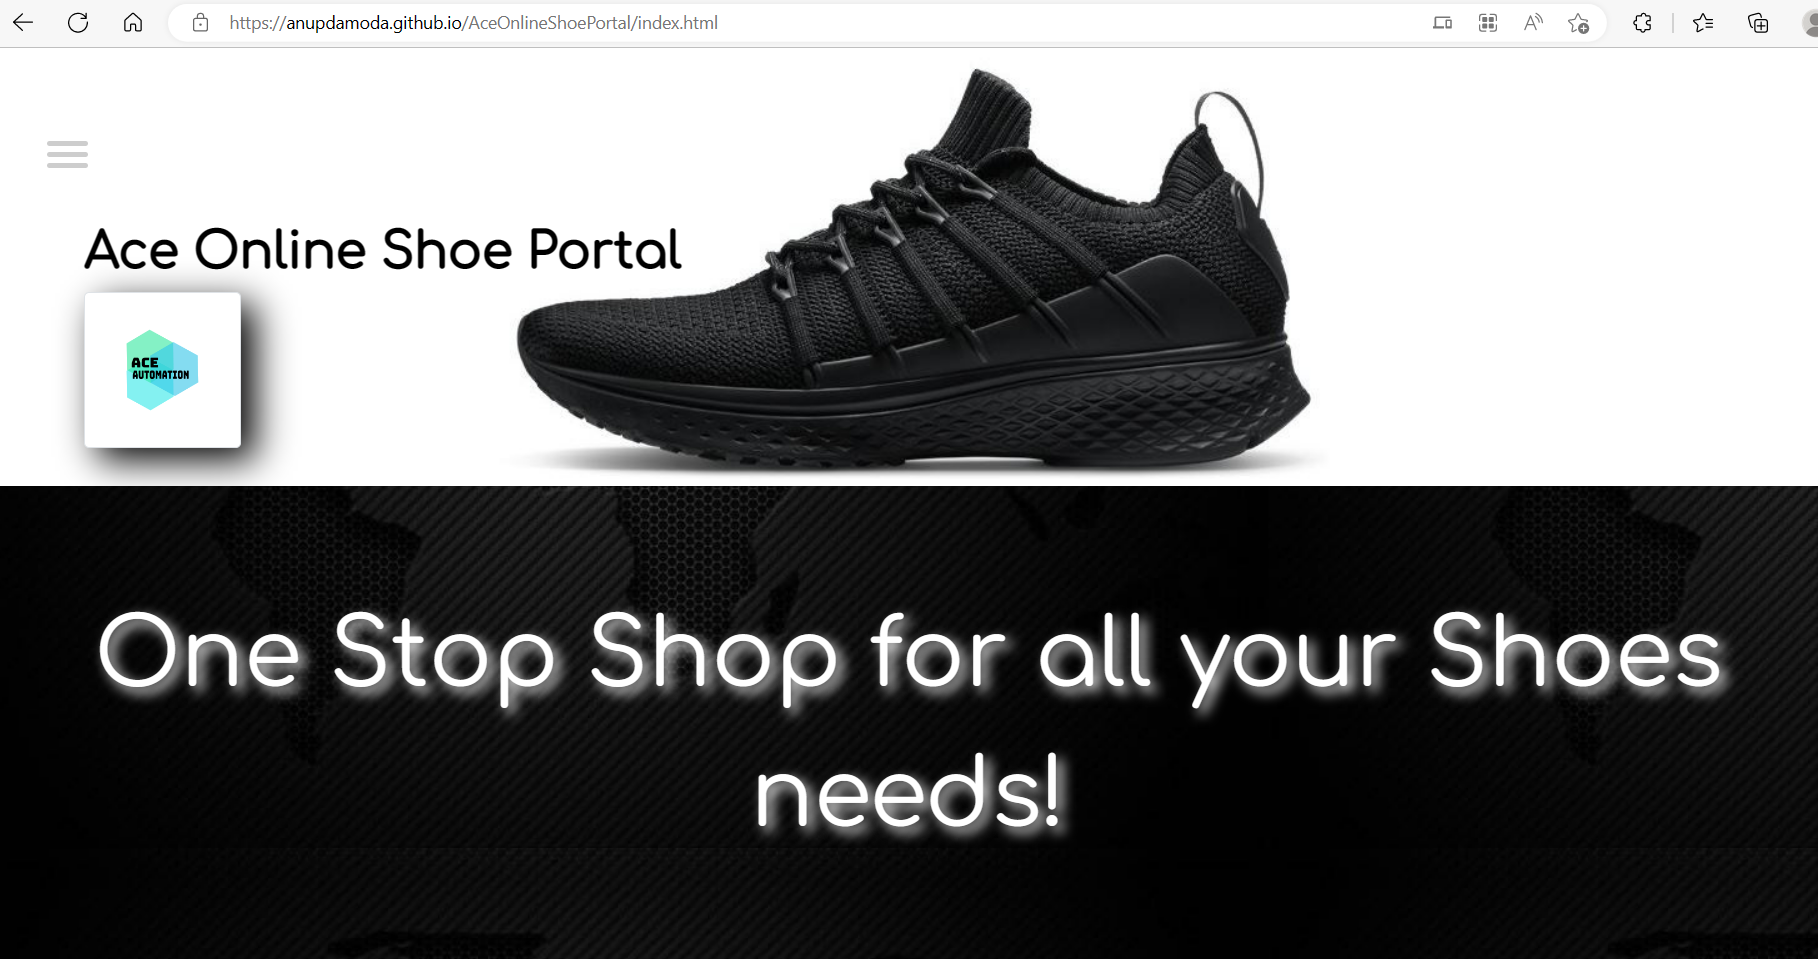 https://anupdamoda.github.io/AceOnlineShoePortal/index.html
Ace Online Shoe Portal
ACE
AUTOMATION
One Stop Shop for all your Shoes
needs!